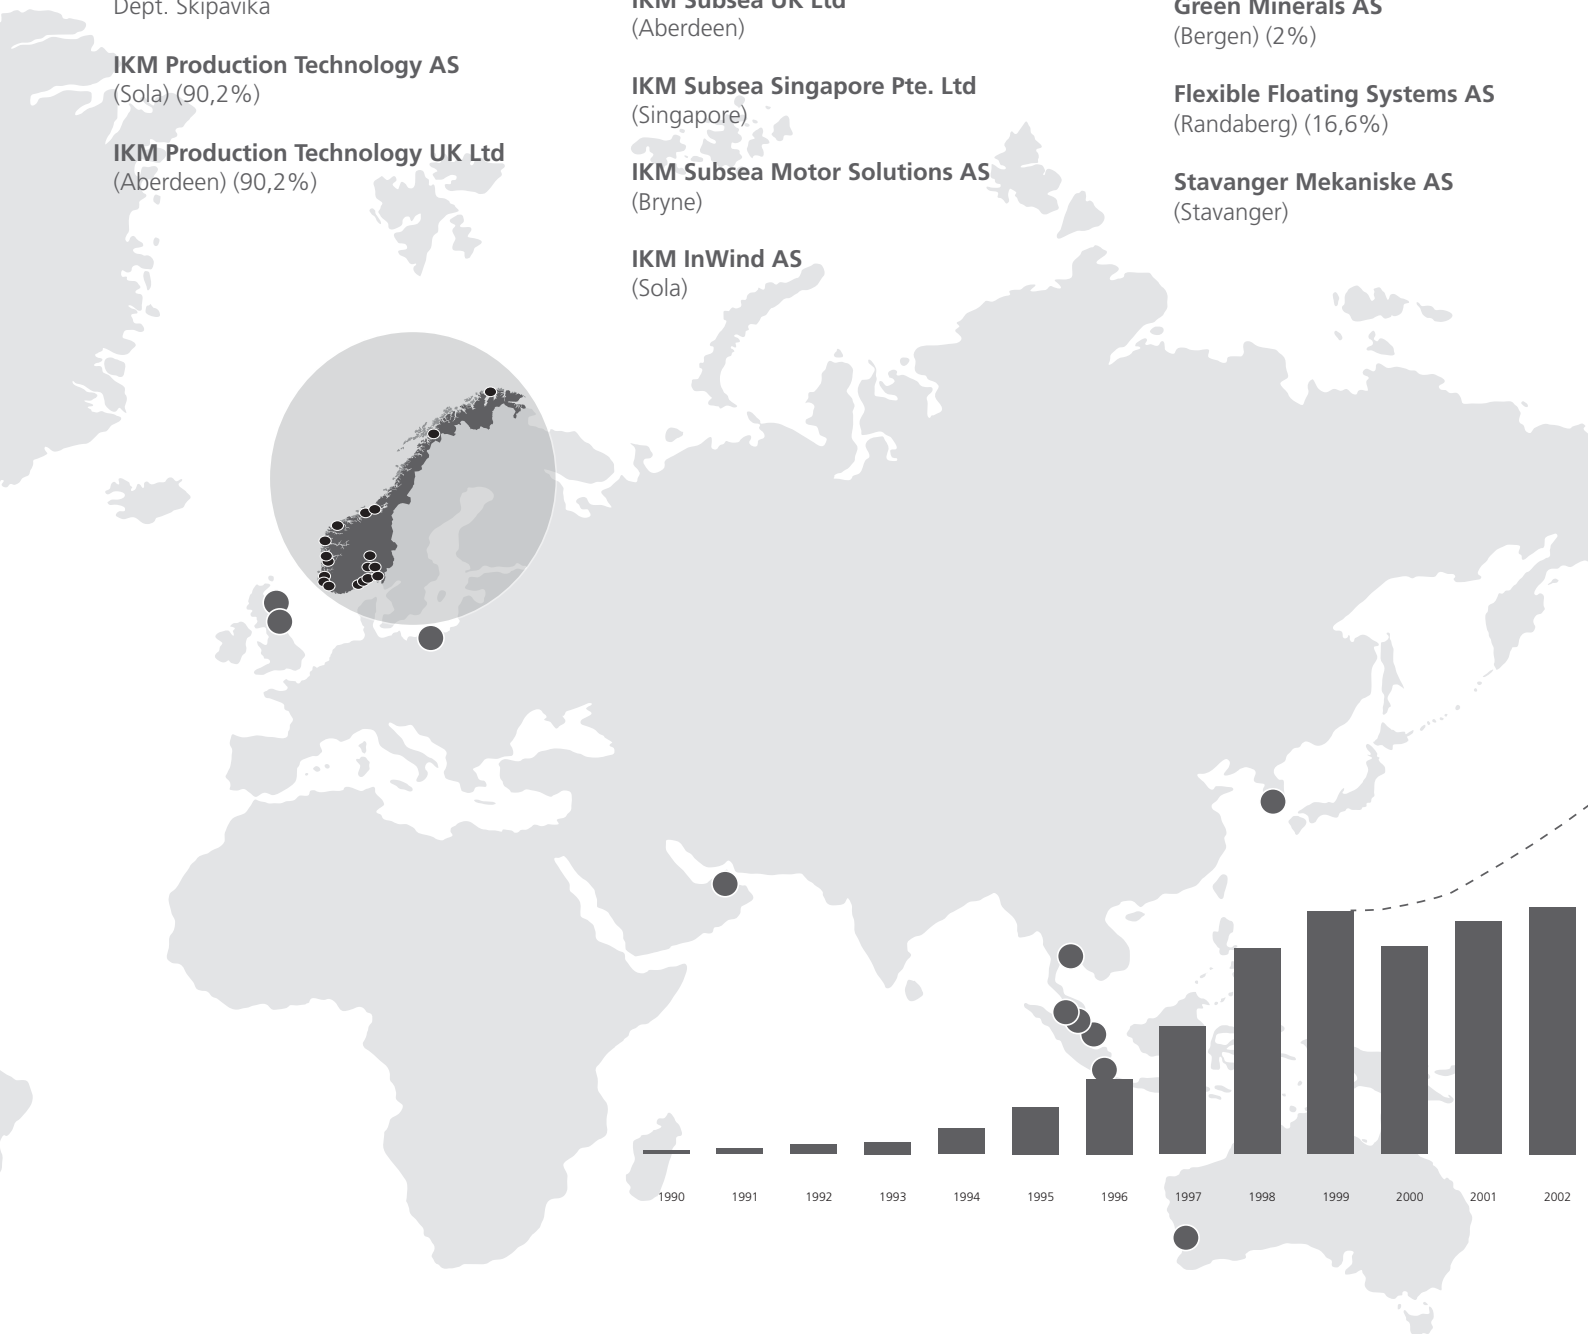 Dept. Skipavika
IKM Production Technology AS
(Sola) (90,2%)
IKM Production Technology UK Ltd
(Aberdeen) (90,2%)
IKM Subsea UK Ltd
(Aberdeen)
IKM Subsea Singapore Pte. Ltd
(Singapore)
IKM Subsea Motor Solutions AS
(Bryne)
IKM InWind AS
(Sola)
Green Minerals AS
(Bergen) (2%)
Flexible Floating Systems AS
(Randaberg) (16,6%)
Stavanger Mekaniske AS
(Stavanger)
1990 1991 1992 1993 1994 1995 1996 1997 1998 1999 2000 2001 2002